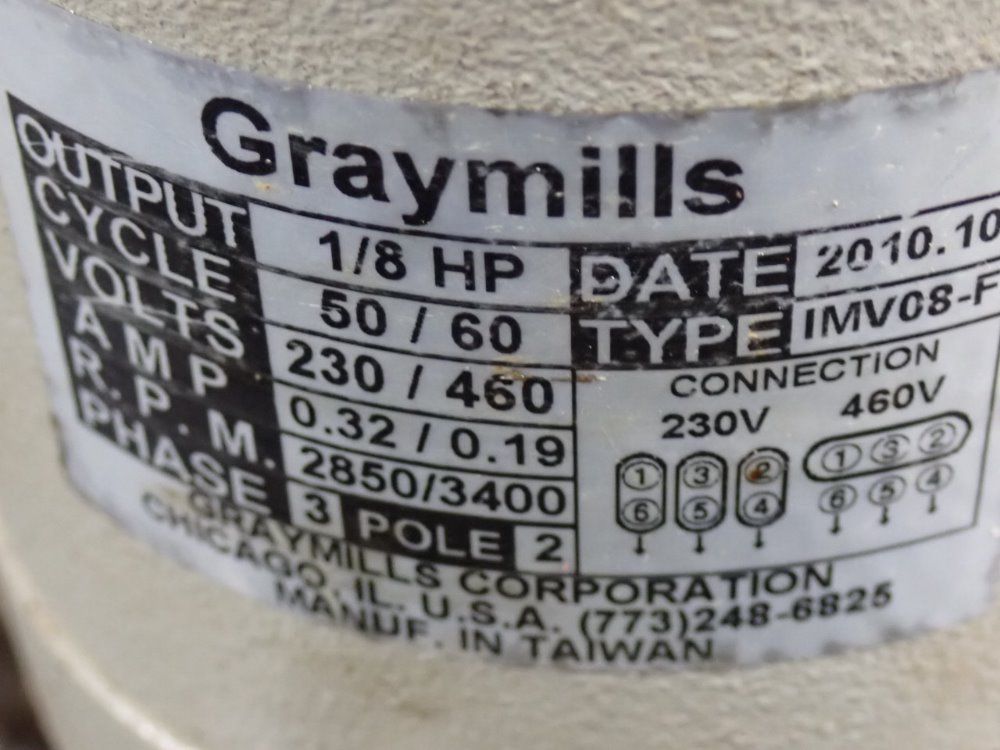 Graymills
OUTPUT 1/8 HP DATE 2010.10
CYCLE 50 / 60 TYPE IMV08-F
VOLTS 230 / 460
AMP 0.32 / 0.19
R.P.M. 2850/3400
PHASE 3 POLE 2
CONNECTION
230V 460V
1 3 2 1 3 2
6 5 4 6 5 4
GRAYMILLS CORPORATION
CHICAGO, IL. U.S.A. (773)248-6825
MANUF. IN TAIWAN